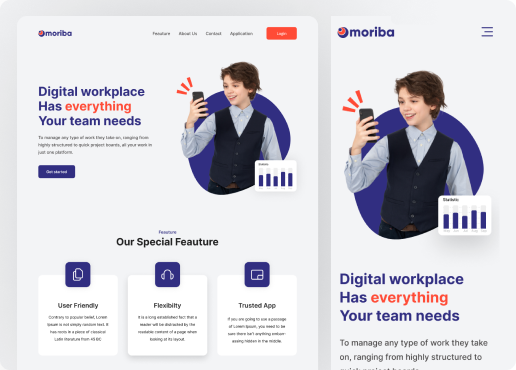 moriba
Feauture
About Us
Contact
Application
Login
Digital workplace
Has everything
Your team needs
To manage any type of work they take on, ranging from
highly structured to quick project boards, all your work in
just one platform.
Get started
Statistic
Feauture
Our Special Feauture
User Friendly
Contrary to popular belief, Lorem
Ipsum is not simply random text. It
has roots in a piece of classical
Latin literature from 45 BC
Flexibilty
It is a long established fact that a
reader will be distracted by the
readable content of a page when
looking at its layout.
Trusted App
If you are going to use a passage
of Lorem Ipsum, you need to be
sure there isn't anything embarr-
assing hidden in the middle.
moriba
Statistic
Digital workplace
Has everything
Your team needs
To manage any type of work they take
on, ranging from highly structured to
quick project boards